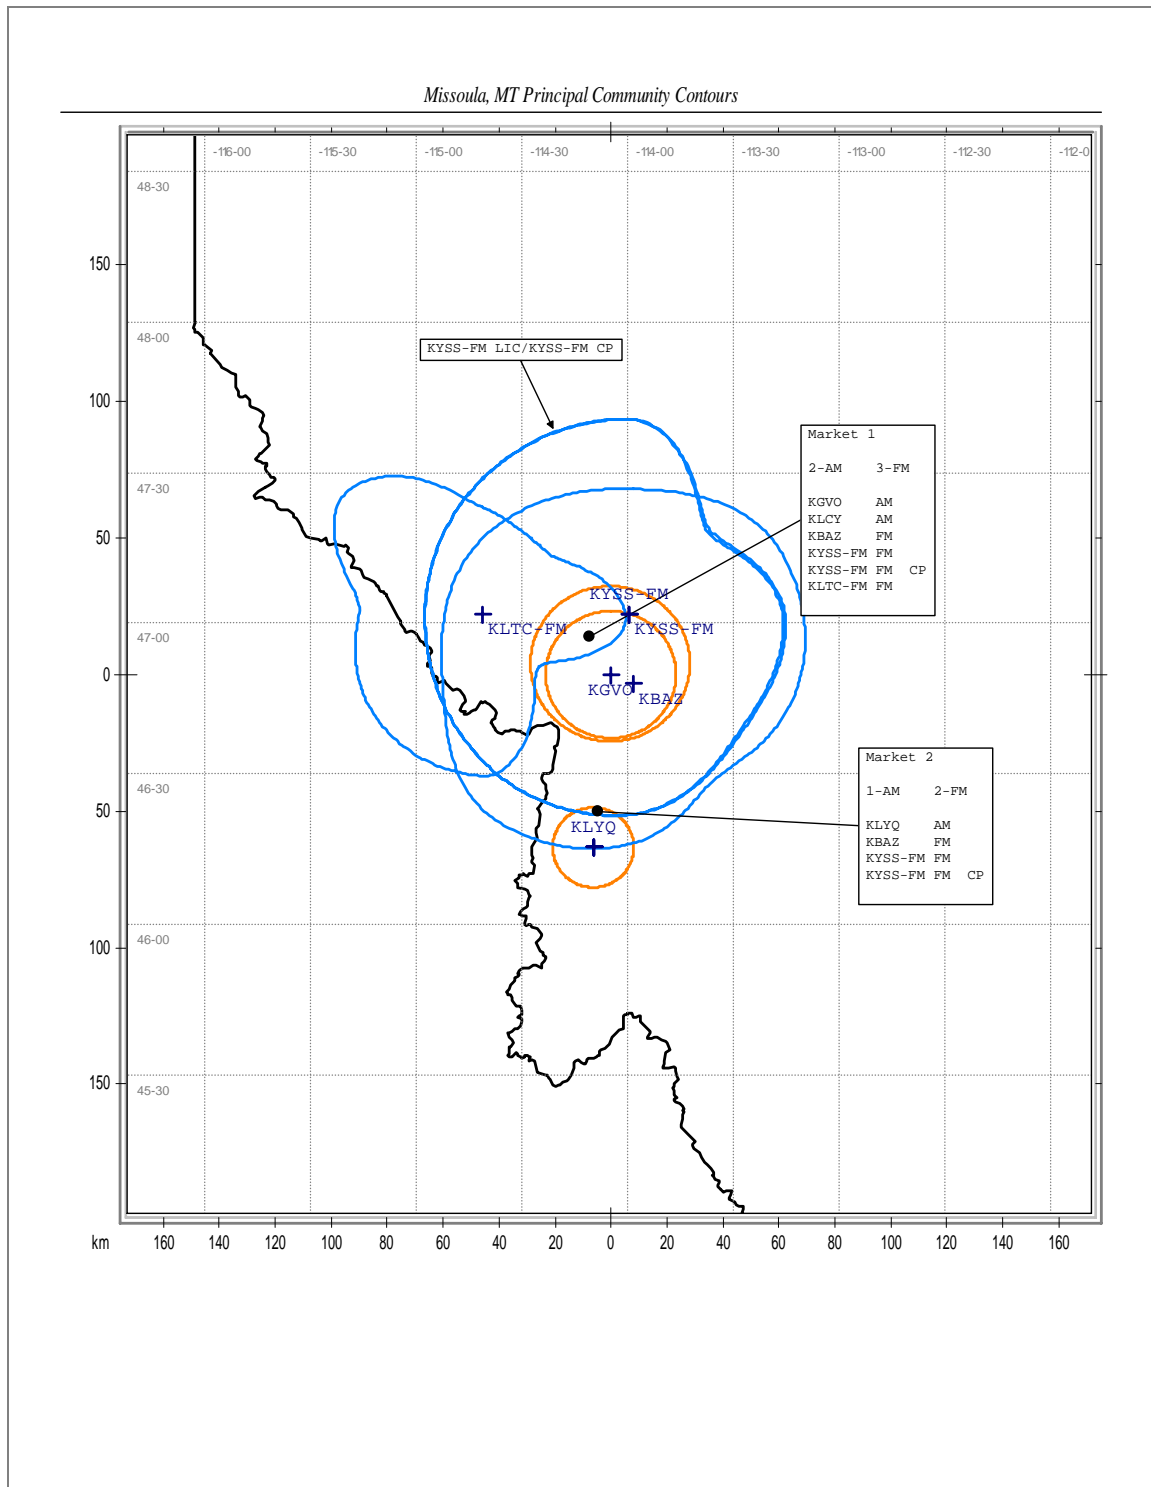 Missoula, MT Principal Community Contours
-116-00 -115-30 -115-00 -114-30 -114-00 -113-30 -113-00 -112-30 -112-0
48-30
150
48-00
KYSS-FM LIC/KYSS-FM CP
100
Market 1
2-AM 3-FM
KGVO AM
KLCY AM
KBAZ FM
KYSS-FM FM
KYSS-FM FM CP
KLTC-FM FM
47-30
50
KYSS-FM
KLTC-FM
KYSS-FM
47-00
0
KGVO
KBAZ
Market 2
1-AM 2-FM
KLYQ AM
KBAZ FM
KYSS-FM FM
KYSS-FM FM CP
46-30
50
KLYQ
46-00
100
150
45-30
km 160 140 120 100 80 60 40 20 0 20 40 60 80 100 120 140 160